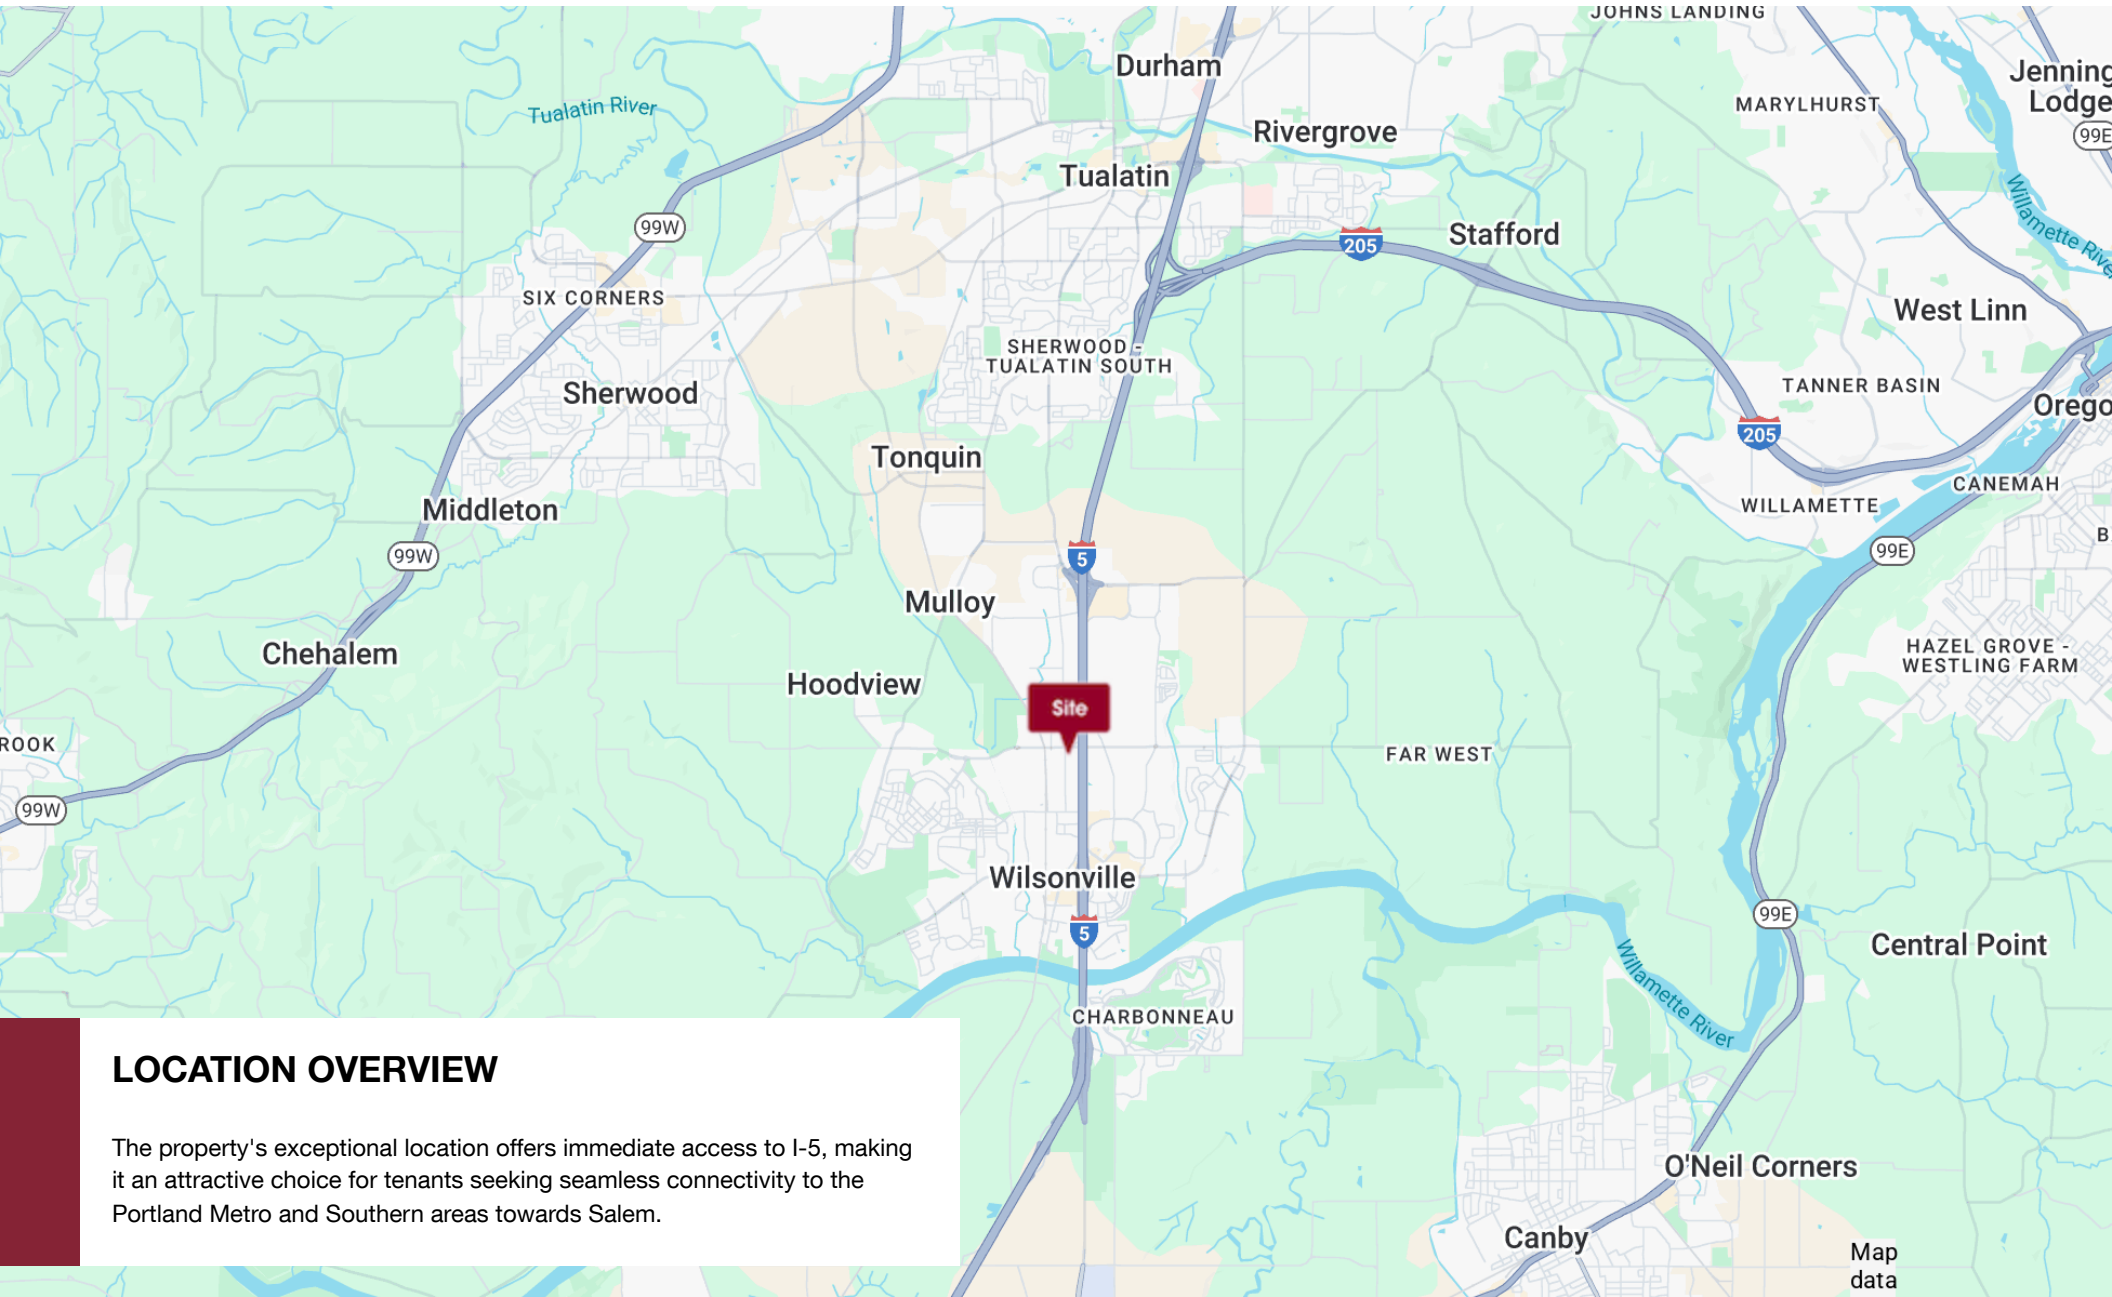 JOHNS LANDING
Durham
Jenning
Lodge
MARYLHURST
Tualatin River
99E
Rivergrove
Tualatin
Willamette Rive
99W
205
Stafford
SIX CORNERS
West Linn
SHERWOOD -
TUALATIN SOUTH
TANNER BASIN
Sherwood
Orego
205
Tonquin
CANEMAH
Middleton
WILLAMETTE
B
99W
5
99E
Mulloy
Chehalem
HAZEL GROVE -
WESTLING FARM
Hoodview
Site
ROOK
FAR WEST
99W
Wilsonville
99E
5
Central Point
Willamette River
CHARBONNEAU
LOCATION OVERVIEW
The property's exceptional location offers immediate access to I-5, making
it an attractive choice for tenants seeking seamless connectivity to the
Portland Metro and Southern areas towards Salem.
O'Neil Corners
Canby
Map
data